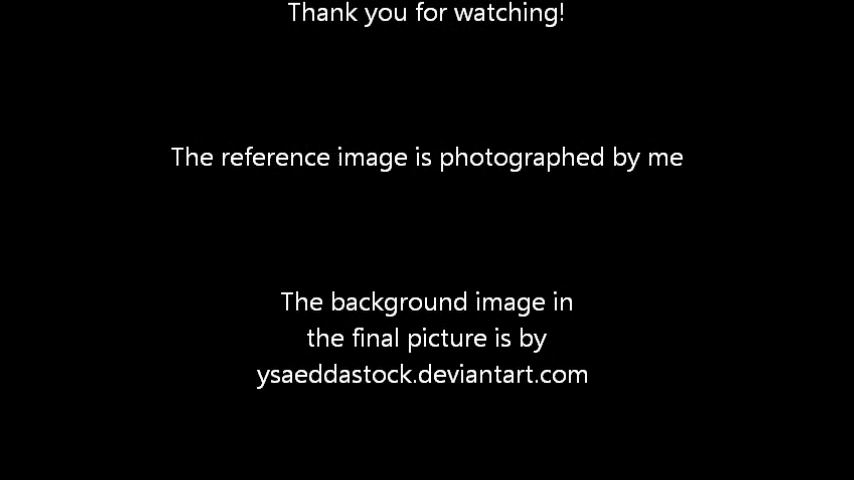 Thank you for watching!
The reference image is photographed by me
The background image in
the final picture is by
ysaeddastock.deviantart.com